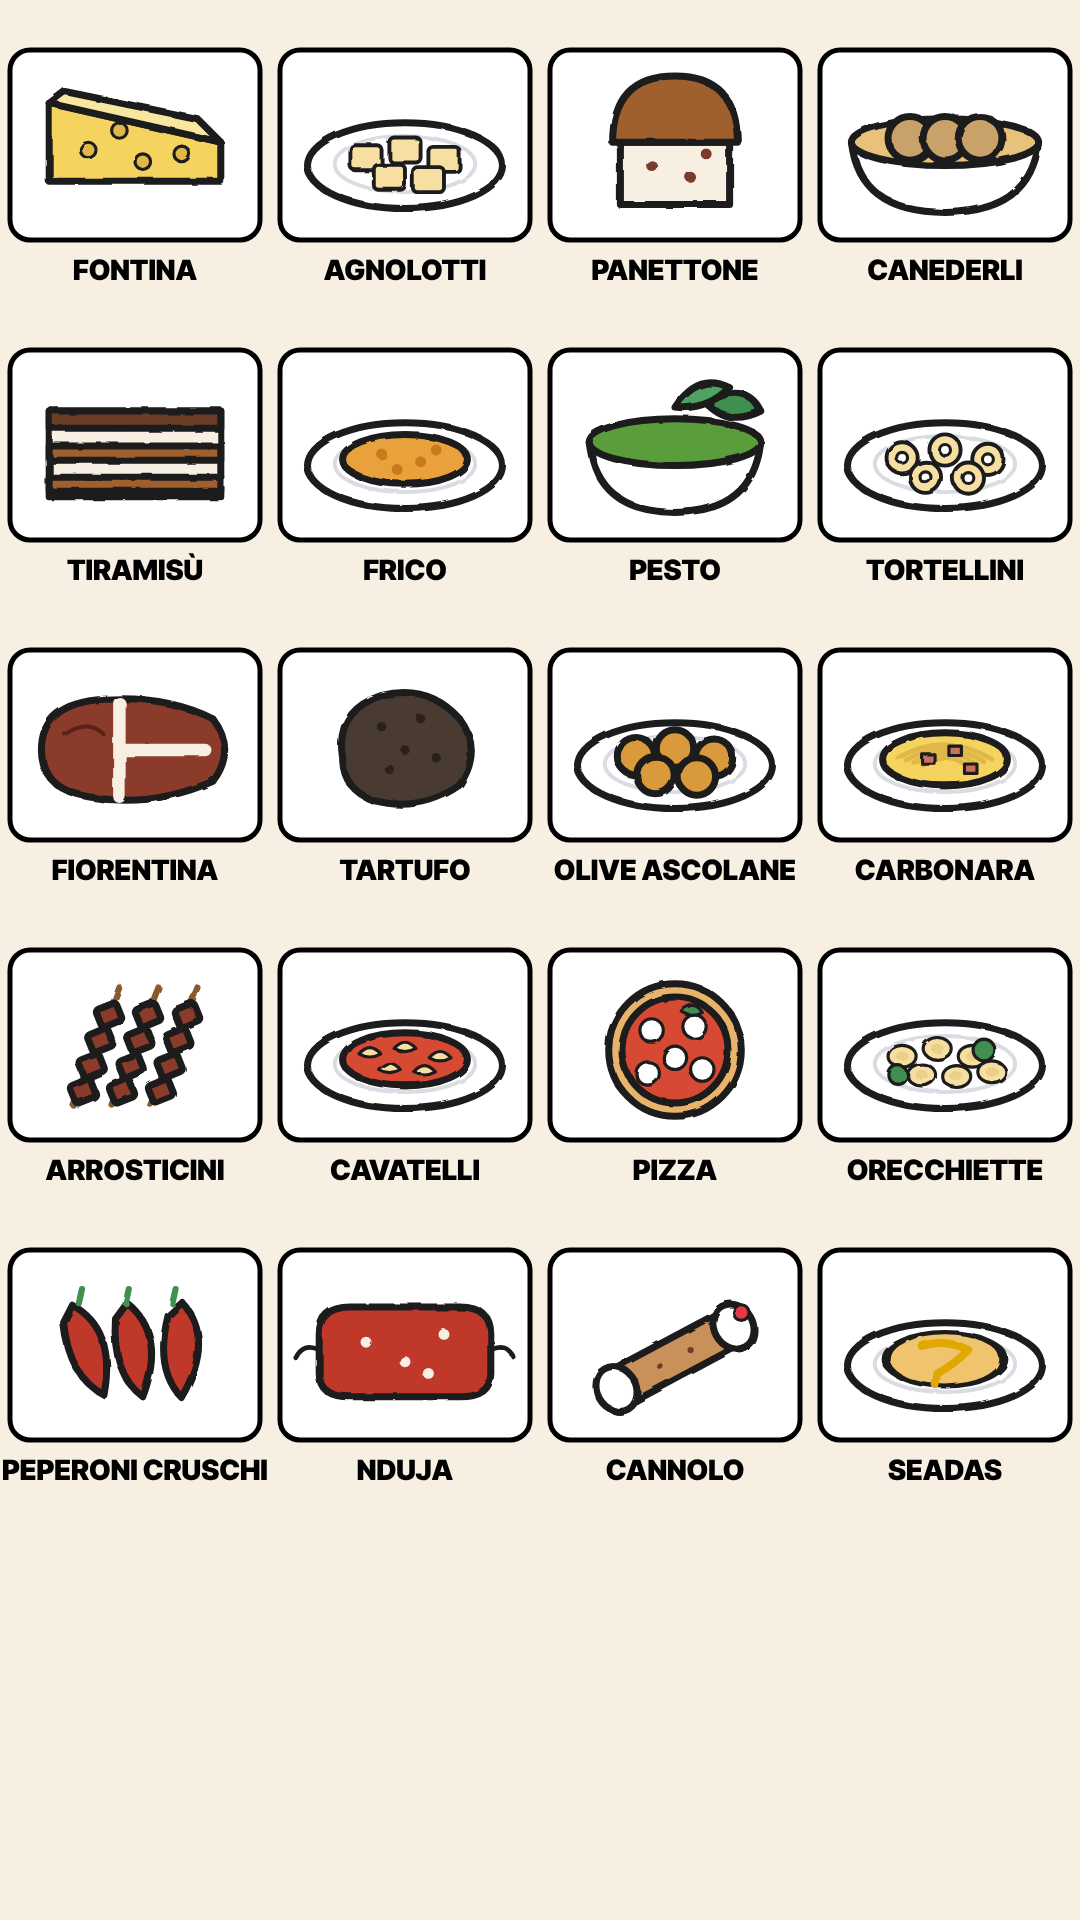 FONTINA
AGNOLOTTI
PANETTONE
CANEDERLI
TIRAMISÙ
FRICO
PESTO
TORTELLINI
FIORENTINA
TARTUFO
OLIVE ASCOLANE
CARBONARA
ARROSTICINI
CAVATELLI
PIZZA
ORECCHIETTE
PEPERONI CRUSCHI
NDUJA
CANNOLO
SEADAS